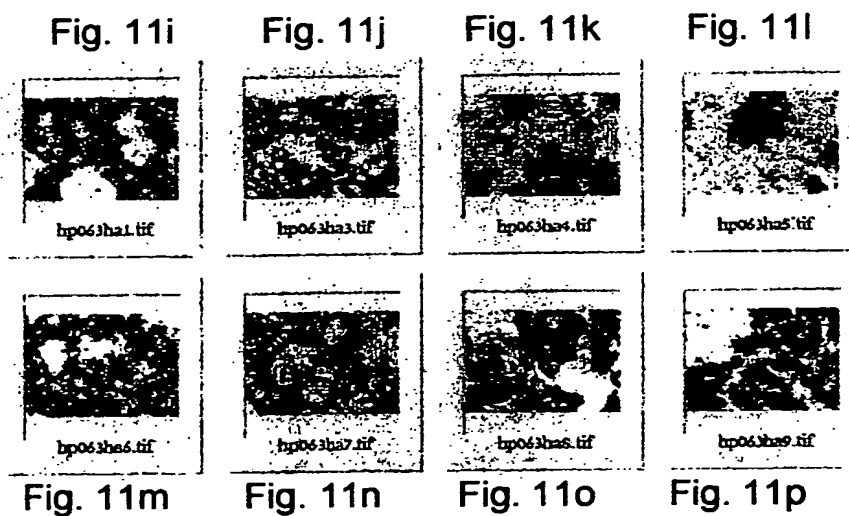 Fig. 11i Fig. 11j Fig. 11k Fig. 11l
hp063ha1.tif hp063ha3.tif hp063ha4.tif hp063ha5.tif
hp063ha6.tif hp063ha7.tif hp063ha8.tif hp063ha9.tif
Fig. 11m Fig. 11n Fig. 11o Fig. 11p